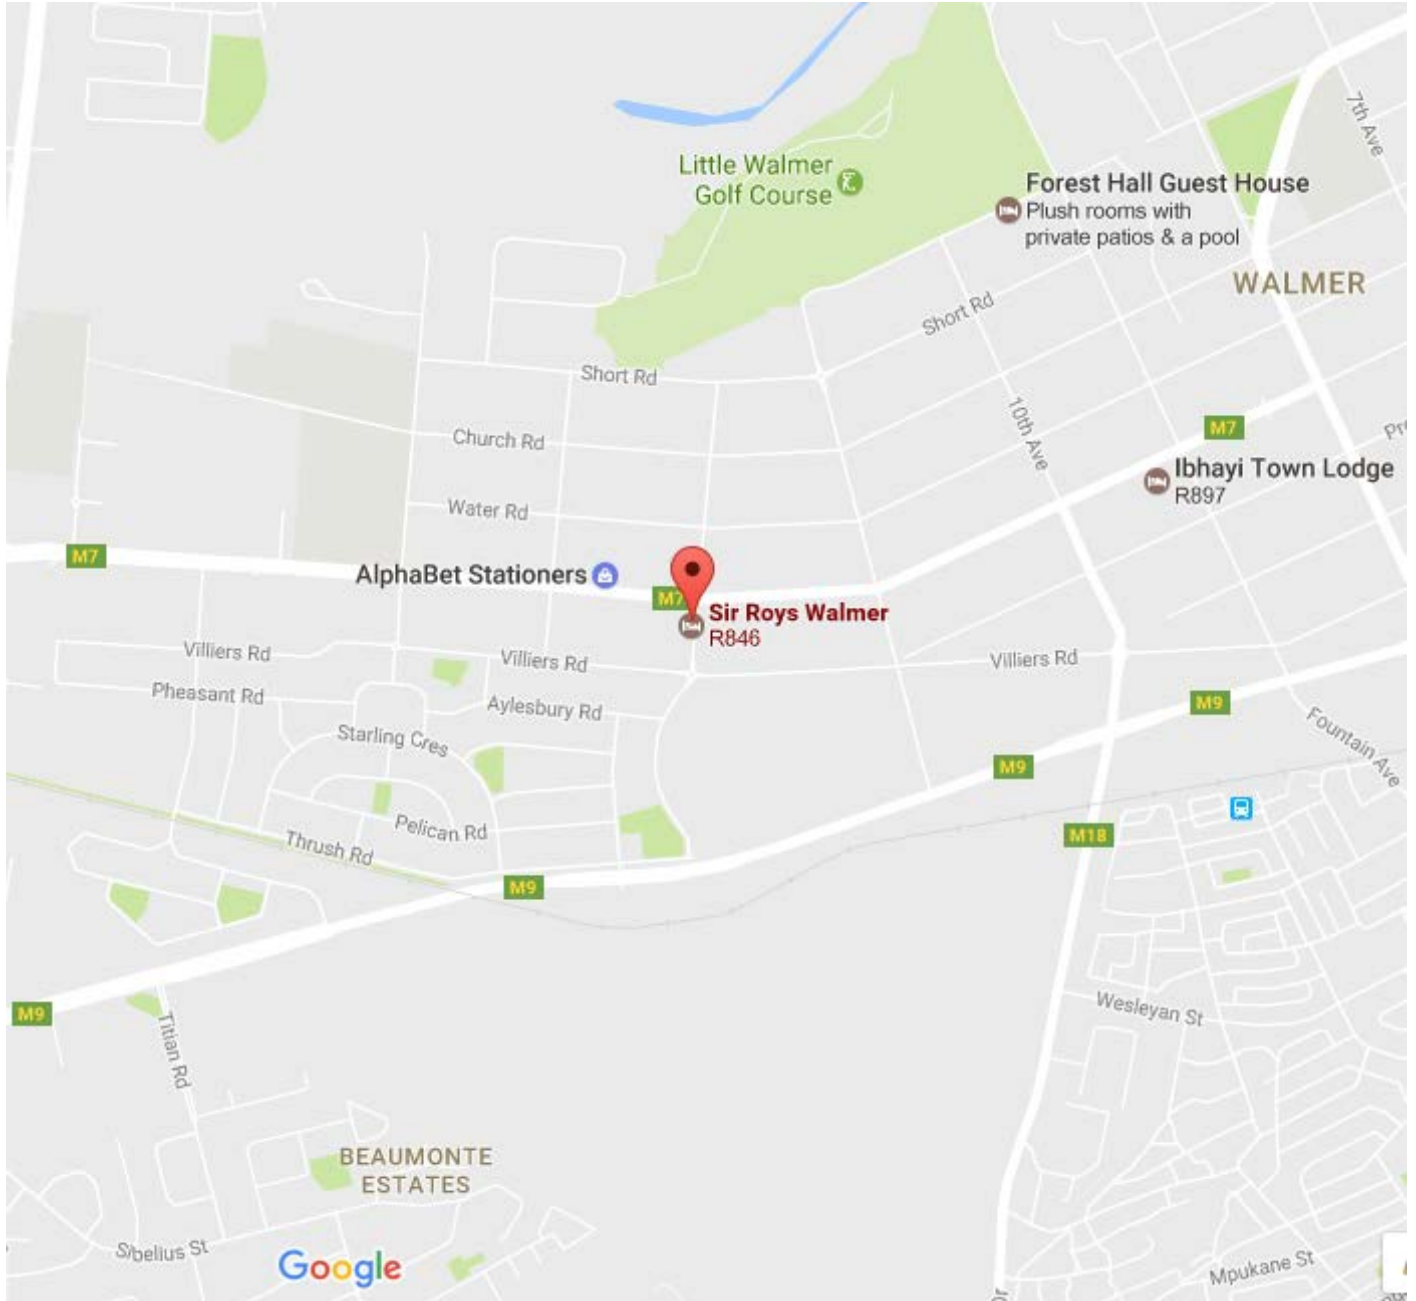 7th Ave
Little Walmer
Golf Course
Forest Hall Guest House
Plush rooms with
private patios & a pool
WALMER
Short Rd
Short Rd
10th Ave
Church Rd
M7
Pr
Ibhayi Town Lodge
R897
Water Rd
M7
AlphaBet Stationers
M7
Sir Roys Walmer
R846
Villiers Rd
Villiers Rd
Villiers Rd
Pheasant Rd
Aylesbury Rd
M9
Starling Cres
Fountain Ave
M9
Pelican Rd
M18
Thrush Rd
M9
M9
Wesleyan St
Titian Rd
BEAUMONTE
ESTATES
Sibelius St
Google
Mpukane St